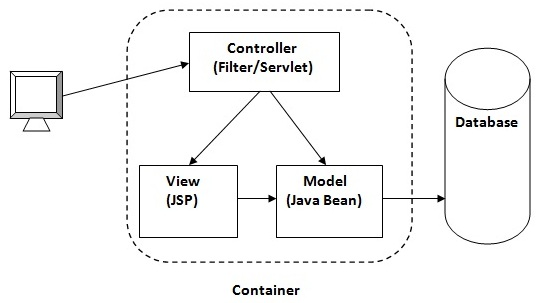 Controller
(Filter/Servlet)
Database
View
(JSP)
Model
(Java Bean)
Container